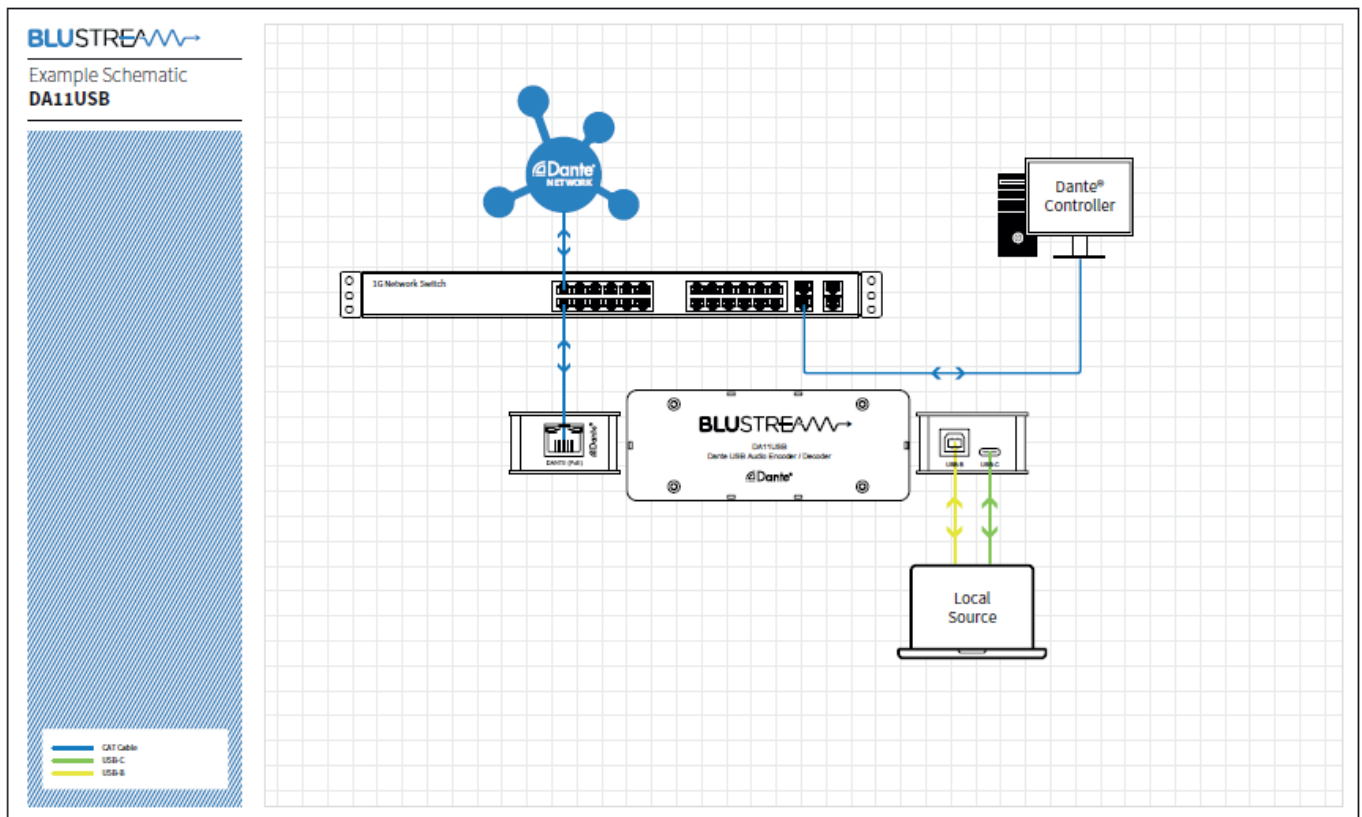 BLUSTREAM
Example Schematic
DA11USB
Dante®
NETWORK
Dante®
Controller
1G Network Switch
DANTE (PoE)
Dante®
BLUSTREAM
DA11USB
Dante USB Audio Encoder / Decoder
Dante®
USB-B
USB-C
Local
Source
CAT Cable
USB-C
USB-B